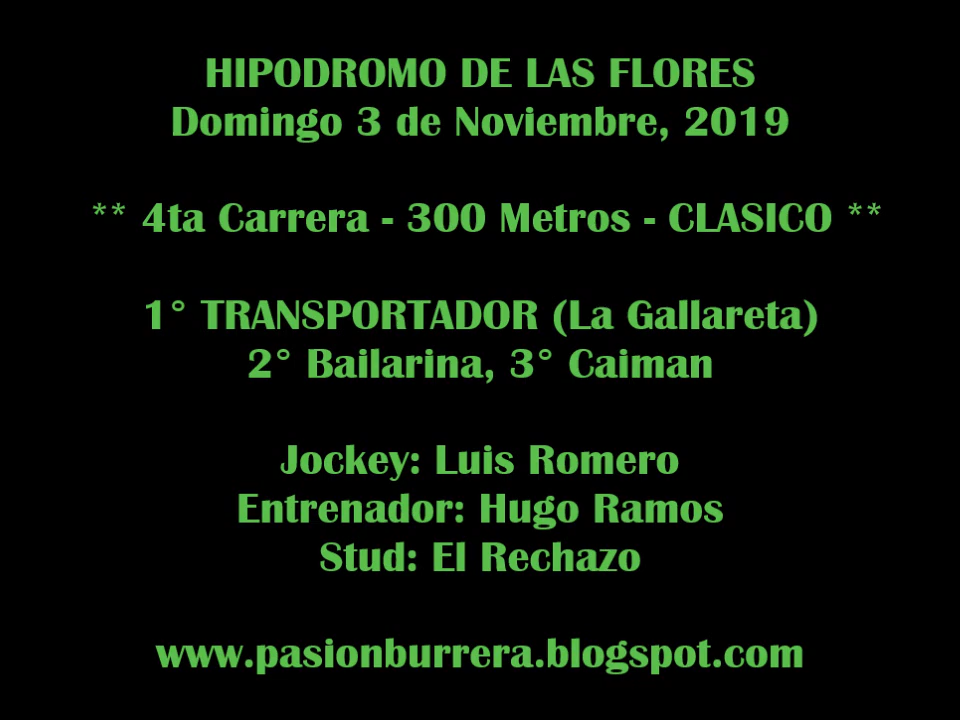 HIPODROMO DE LAS FLORES
Domingo 3 de Noviembre, 2019
** 4ta Carrera - 300 Metros - CLASICO **
1° TRANSPORTADOR (La Gallareta)
2° Bailarina, 3° Caiman
Jockey: Luis Romero
Entrenador: Hugo Ramos
Stud: El Rechazo
www.pasionburrera.blogspot.com